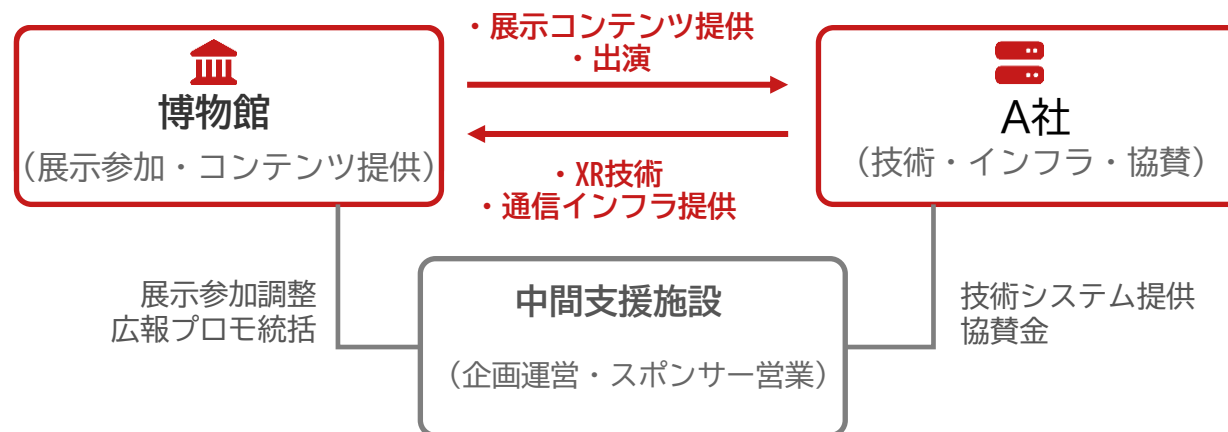 ・展示コンテンツ提供
・出演
博物館
(展示参加・コンテンツ提供)
A社
(技術・インフラ・協賛)
・XR技術
・通信インフラ提供
展示参加調整
広報プロモ統括
中間支援施設
(企画運営・スポンサー営業)
技術システム提供
協賛金